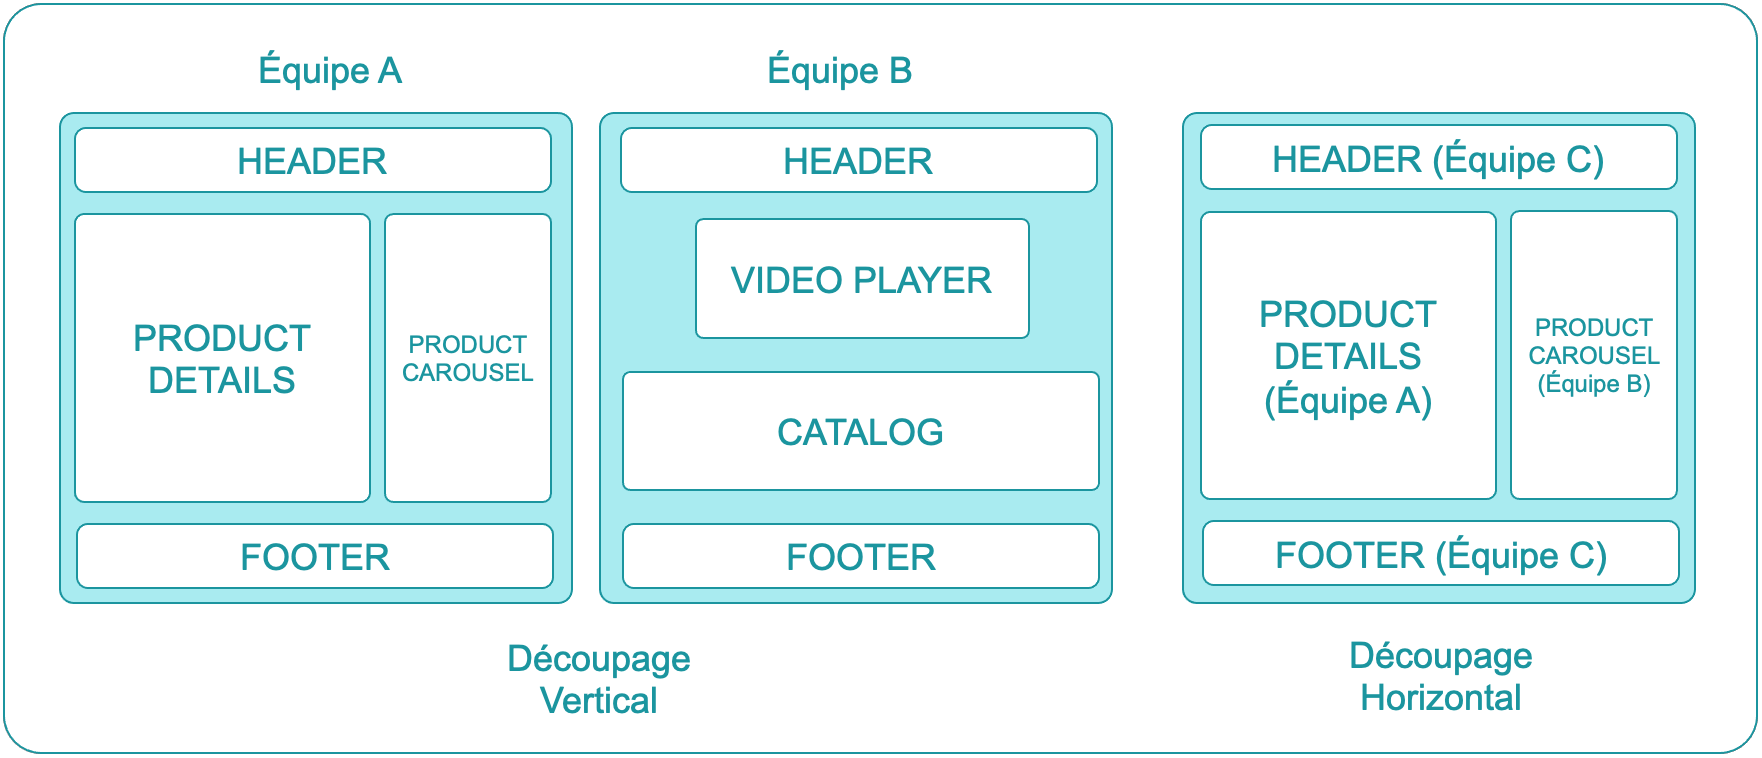 Équipe A
HEADER
PRODUCT
DETAILS
PRODUCT
CAROUSEL
FOOTER
Équipe B
HEADER
VIDEO PLAYER
CATALOG
FOOTER
Découpage
Vertical
HEADER (Équipe C)
PRODUCT
DETAILS
(Équipe A)
PRODUCT
CAROUSEL
(Équipe B)
FOOTER (Équipe C)
Découpage
Horizontal